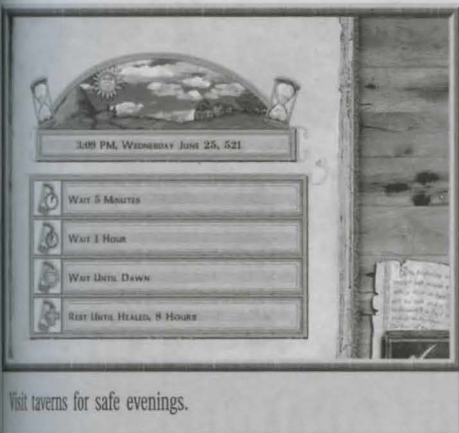 3:09 PM, WEDNESDAY JUNE 25, 521
WAIT 5 MINUTES
WAIT 1 HOUR
WAIT UNTIL DAWN
REST UNTIL HEALED, 8 HOURS
Visit taverns for safe evenings.